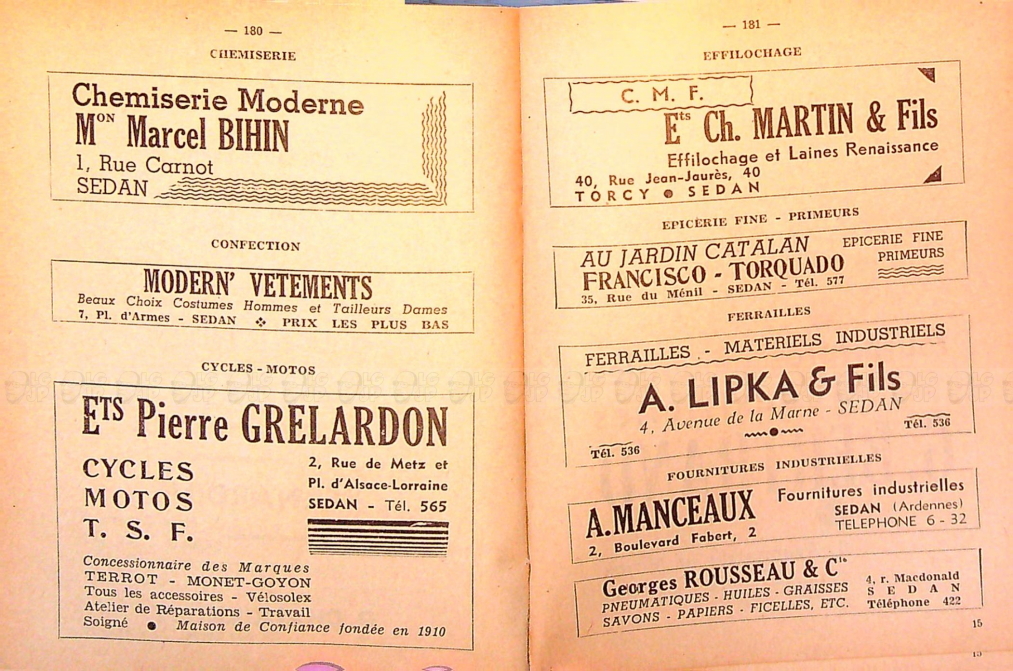 — 180 —
CHEMISERIE
Chemiserie Moderne
Mᴼᴺ Marcel BIHIN
1, Rue Carnot
SEDAN
CONFECTION
MODERN' VETEMENTS
Beaux Choix Costumes Hommes et Tailleurs Dames
7, Pl. d'Armes - SEDAN ❖ PRIX LES PLUS BAS
CYCLES - MOTOS
Eᵀˢ Pierre GRELARDON
CYCLES
MOTOS
T. S. F.
2, Rue de Metz et
Pl. d'Alsace-Lorraine
SEDAN - Tél. 565
Concessionnaire des Marques
TERROT - MONET-GOYON
Tous les accessoires - Vélosolex
Atelier de Réparations - Travail
Soigné ● Maison de Confiance fondée en 1910
— 181 —
EFFILOCHAGE
C. M. F.
Eᵗˢ Ch. MARTIN & Fils
Effilochage et Laines Renaissance
40, Rue Jean-Jaurès, 40
TORCY ● SEDAN
EPICERIE FINE - PRIMEURS
AU JARDIN CATALAN
EPICERIE FINE
PRIMEURS
FRANCISCO - TORQUADO
35, Rue du Ménil - SEDAN - Tél. 577
FERRAILLES
FERRAILLES - MATERIELS INDUSTRIELS
A. LIPKA & Fils
4, Avenue de la Marne - SEDAN
Tél. 536
Tél. 536
FOURNITURES INDUSTRIELLES
A. MANCEAUX
2, Boulevard Fabert, 2
Fournitures industrielles
SEDAN (Ardennes)
TELEPHONE 6 - 32
Georges ROUSSEAU & Cⁱᵉ
PNEUMATIQUES - HUILES - GRAISSES
SAVONS - PAPIERS - FICELLES, ETC.
4, r. Macdonald
SEDAN
Téléphone 422
15